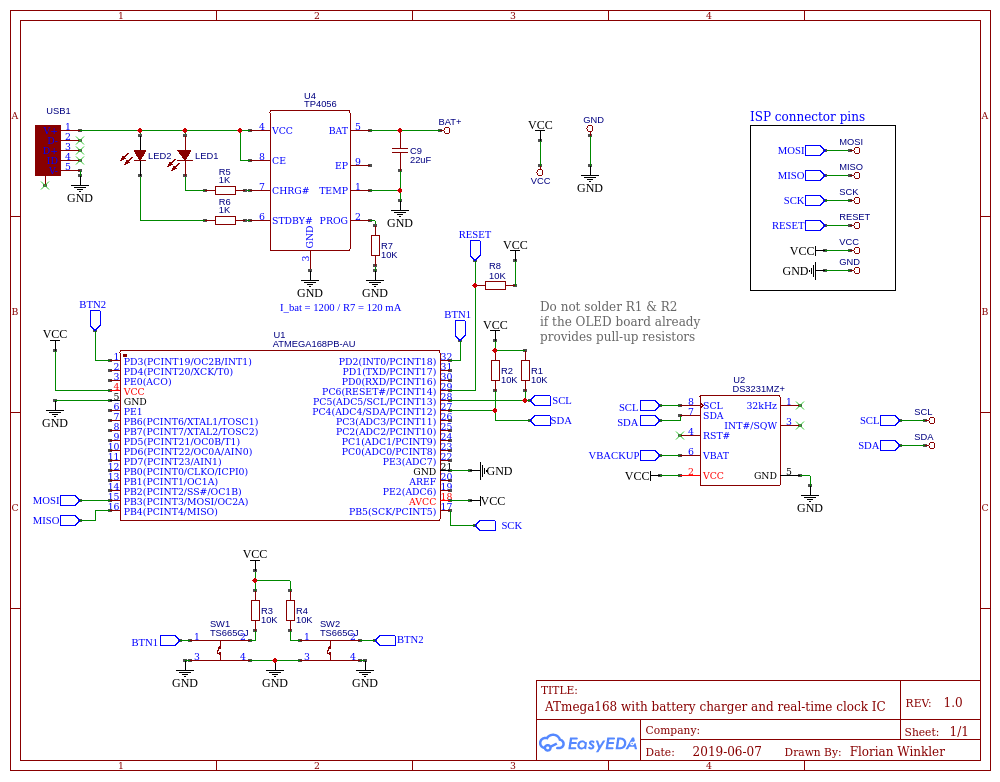 1
2
3
4
A
B
C
USB1
1
2
3
4
5
GND
LED2
LED1
R5
1K
R6
1K
U4
TP4056
4
VCC
8
CE
7
CHRG#
6
STDBY#
3
GND
GND
BAT
5
EP
9
TEMP
1
PROG
2
BAT+
C9
22uF
GND
R7
10K
GND
I_bat = 1200 / R7 = 120 mA
VCC
VCC
GND
GND
ISP connector pins
MOSI
MOSI
MISO
MISO
SCK
SCK
RESET
RESET
VCC
VCC
GND
GND
RESET
VCC
R8
10K
Do not solder R1 & R2
if the OLED board already
provides pull-up resistors
BTN2
VCC
GND
BTN1
VCC
R2
10K
R1
10K
SCL
SDA
U1
ATMEGA168PB-AU
1 PD3(PCINT19/OC2B/INT1)
2 PD4(PCINT20/XCK/T0)
3 PE0(ACO)
4 VCC
5 GND
6 PE1
7 PB6(PCINT6/XTAL1/TOSC1)
8 PB7(PCINT7/XTAL2/TOSC2)
9 PD5(PCINT21/OC0B/T1)
10 PD6(PCINT22/OC0A/AIN0)
11 PD7(PCINT23/AIN1)
12 PB0(PCINT0/CLKO/ICPI0)
13 PB1(PCINT1/OC1A)
14 PB2(PCINT2/SS#/OC1B)
15 PB3(PCINT3/MOSI/OC2A)
16 PB4(PCINT4/MISO)
PD2(INT0/PCINT18) 32
PD1(TXD/PCINT17) 31
PD0(RXD/PCINT16) 30
PC6(RESET#/PCINT14) 29
PC5(ADC5/SCL/PCINT13) 28
PC4(ADC4/SDA/PCINT12) 27
PC3(ADC3/PCINT11) 26
PC2(ADC2/PCINT10) 25
PC1(ADC1/PCINT9) 24
PC0(ADC0/PCINT8) 23
PE3(ADC7) 22
GND 21
AREF 20
PE2(ADC6) 19
AVCC 18
PB5(SCK/PCINT5) 17
MOSI
MISO
GND
VCC
SCK
U2
DS3231MZ+
SCL
8
SCL
SDA
7
SDA
4
RST#
VBACKUP
6
VBAT
VCC
2
VCC
32kHz
1
INT#/SQW
3
GND
5
GND
SCL
SCL
SDA
SDA
VCC
R3
10K
R4
10K
SW1
TS665CJ
SW2
TS665CJ
BTN1
1
2
3
4
1
2
3
4
BTN2
GND
GND
GND
TITLE:
ATmega168 with battery charger and real-time clock IC
REV: 1.0
EasyEDA
Company:
Sheet: 1/1
Date: 2019-06-07
Drawn By: Florian Winkler
A
B
C
1
2
3
4